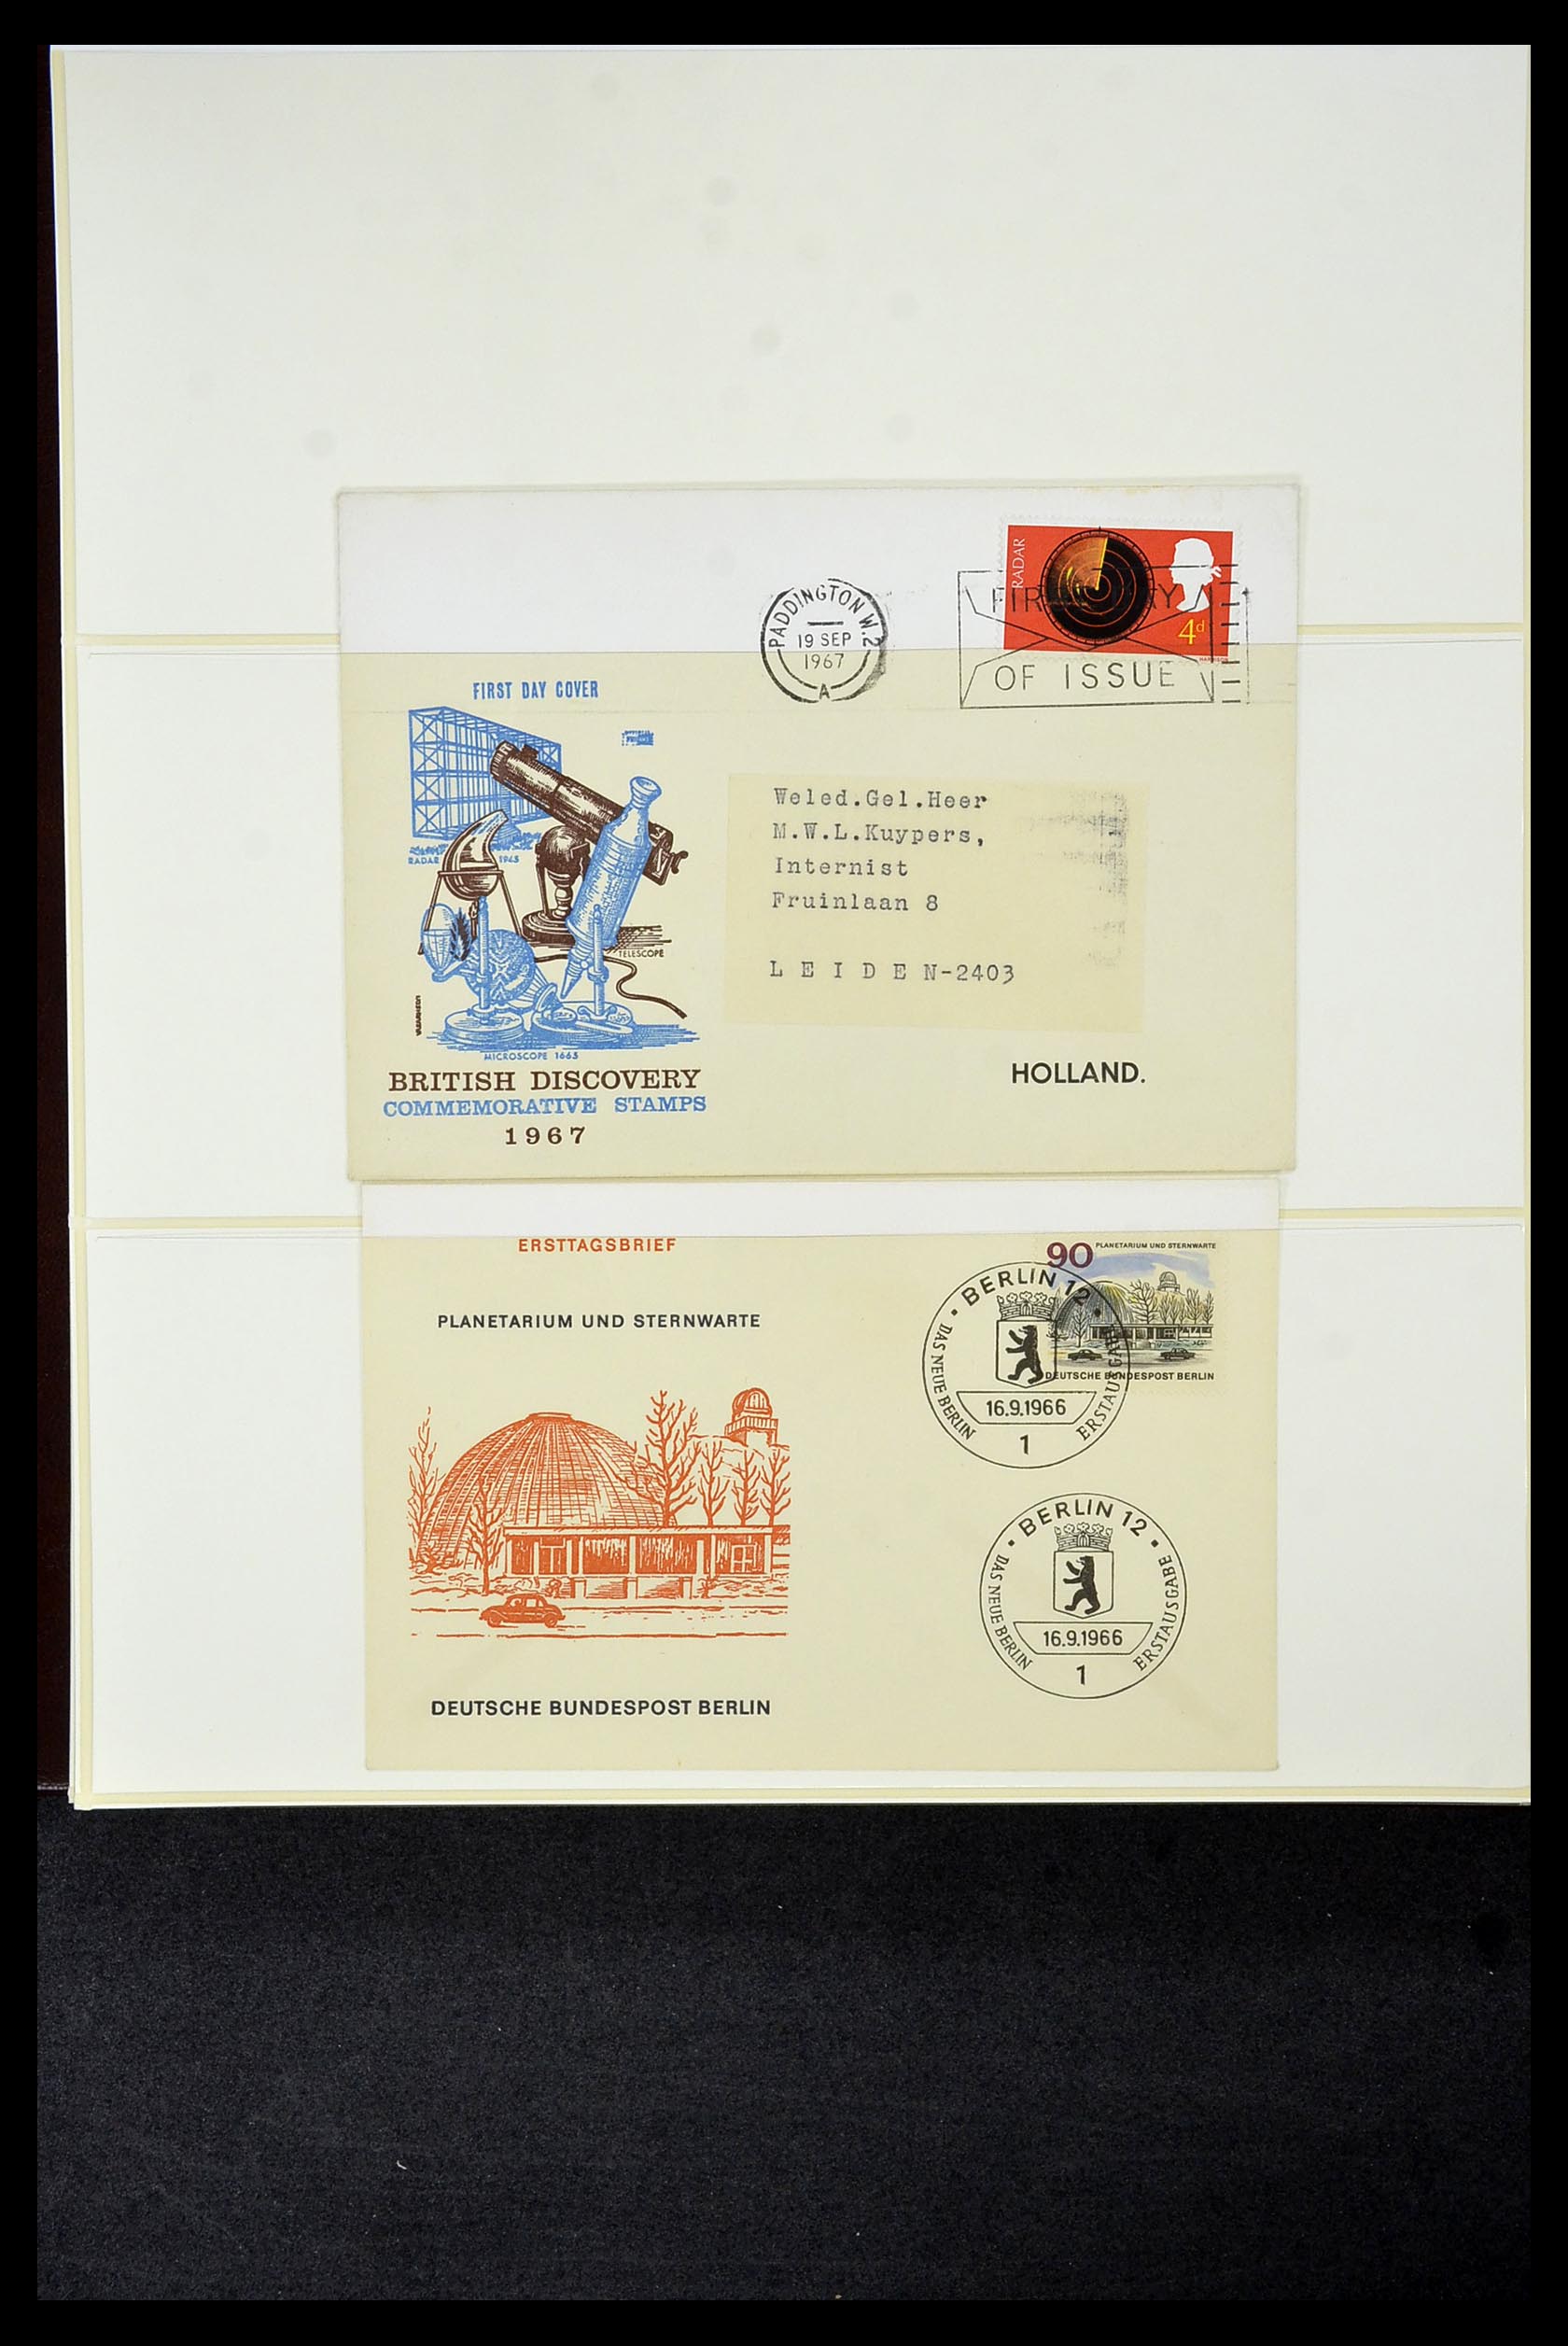 RADAR
4d
HARRISON
PADDINGTON W.2
19 SEP
1967
A
FIRST DAY
OF ISSUE
FIRST DAY COVER
RADAR 1945
TELESCOPE
MICROSCOPE 1665
BRITISH DISCOVERY
COMMEMORATIVE STAMPS
1967
Weled.Gel.Heer
M.W.L.Kuypers,
Internist
Fruinlaan 8
L E I D E N-2403
HOLLAND.
ERSTTAGSBRIEF
PLANETARIUM UND STERNWARTE
DEUTSCHE BUNDESPOST BERLIN
90 PLANETARIUM UND STERNWARTE
DEUTSCHE BUNDESPOST BERLIN
BERLIN 12
DAS NEUE BERLIN
ERSTAUSGABE
16.9.1966
1
BERLIN 12
DAS NEUE BERLIN
ERSTAUSGABE
16.9.1966
1